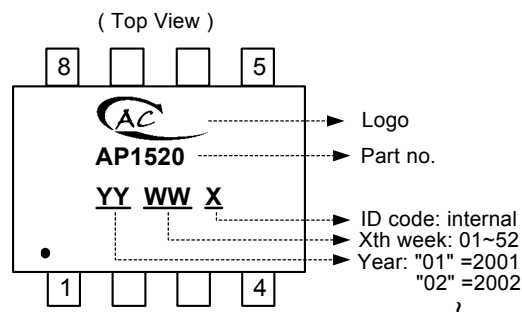 ( Top View )
8 5
AC
Logo
AP1520
Part no.
YY WW X
ID code: internal
Xth week: 01~52
Year: "01" =2001
"02" =2002
~
1 4